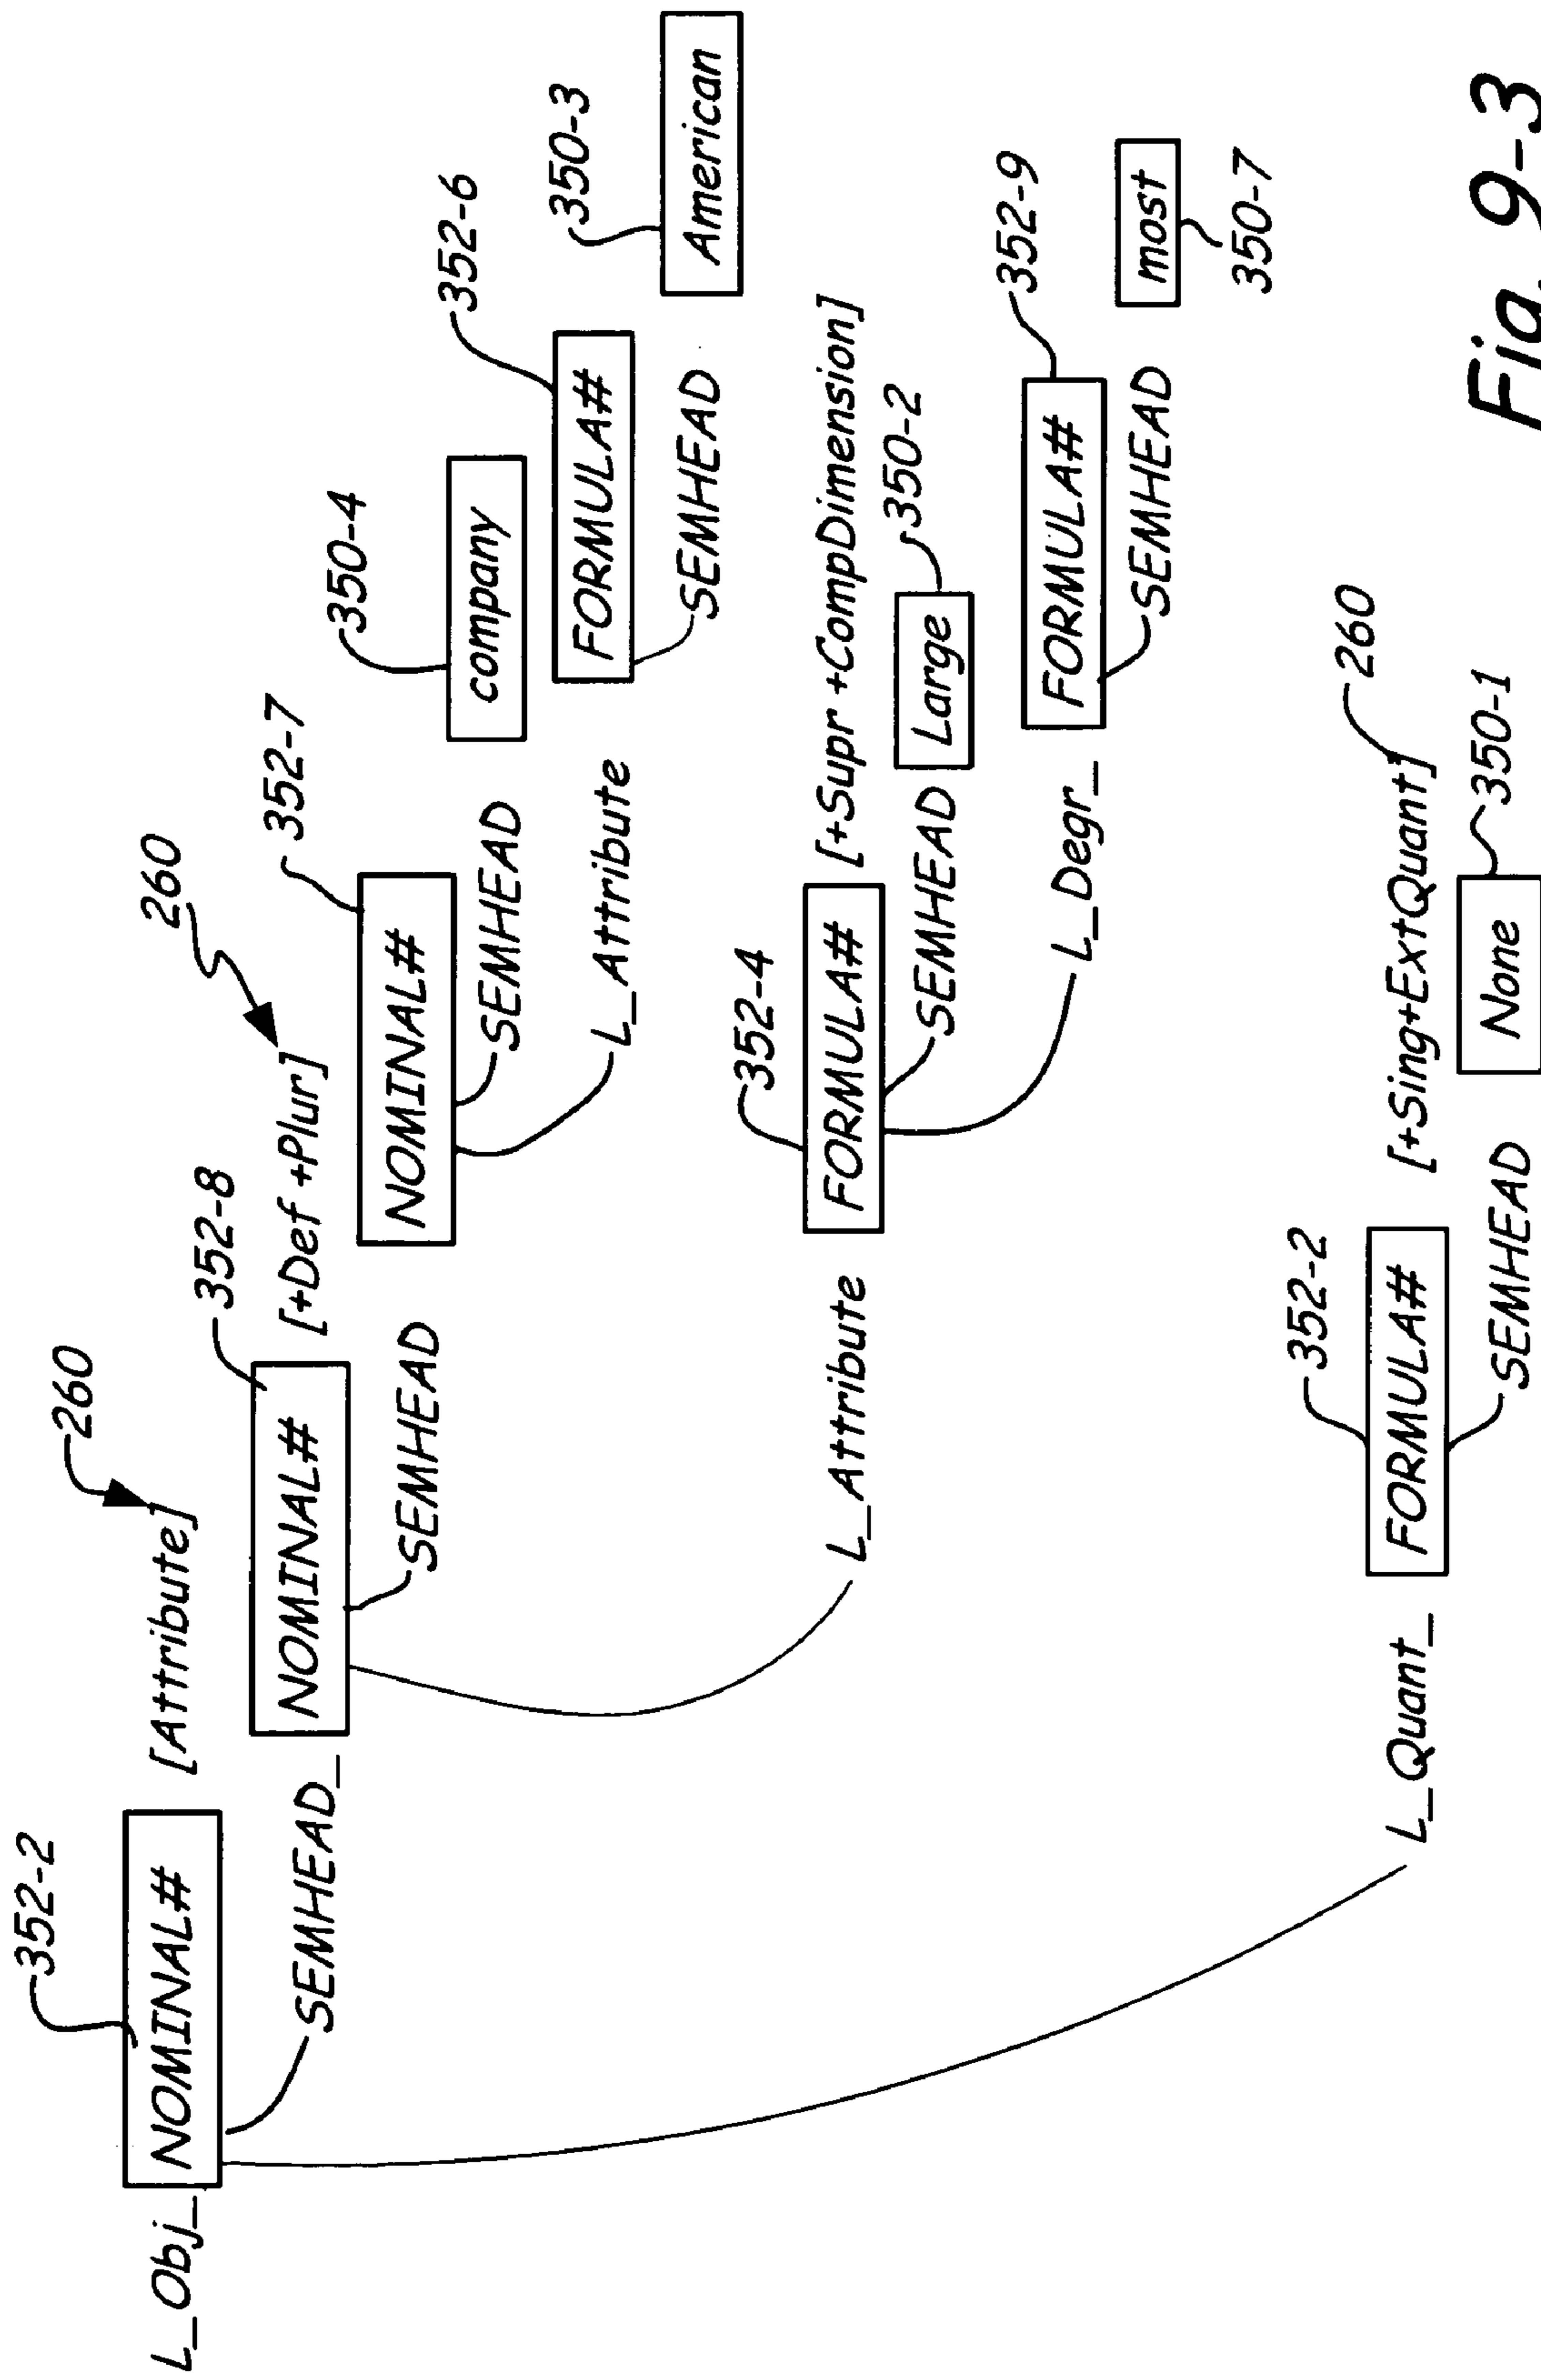 352-2
260
L_Obj_ NOMINAL# [Attribute]
352-8
260
SEMHEAD_ NOMINAL# [+Def +Plur]
352-7
SEMHEAD NOMINAL#
350-4
SEMHEAD company
352-6
L_Attribute FORMULA#
350-3
SEMHEAD American
352-4
L_Attribute FORMULA# [+Supr +CompDimension]
SEMHEAD Large 350-2
352-9
L_Degr_ FORMULA#
SEMHEAD most
350-7
352-2
260
L_Quant_ FORMULA# [+Sing+ExtQuant]
SEMHEAD None 350-1
Fig. 9-3